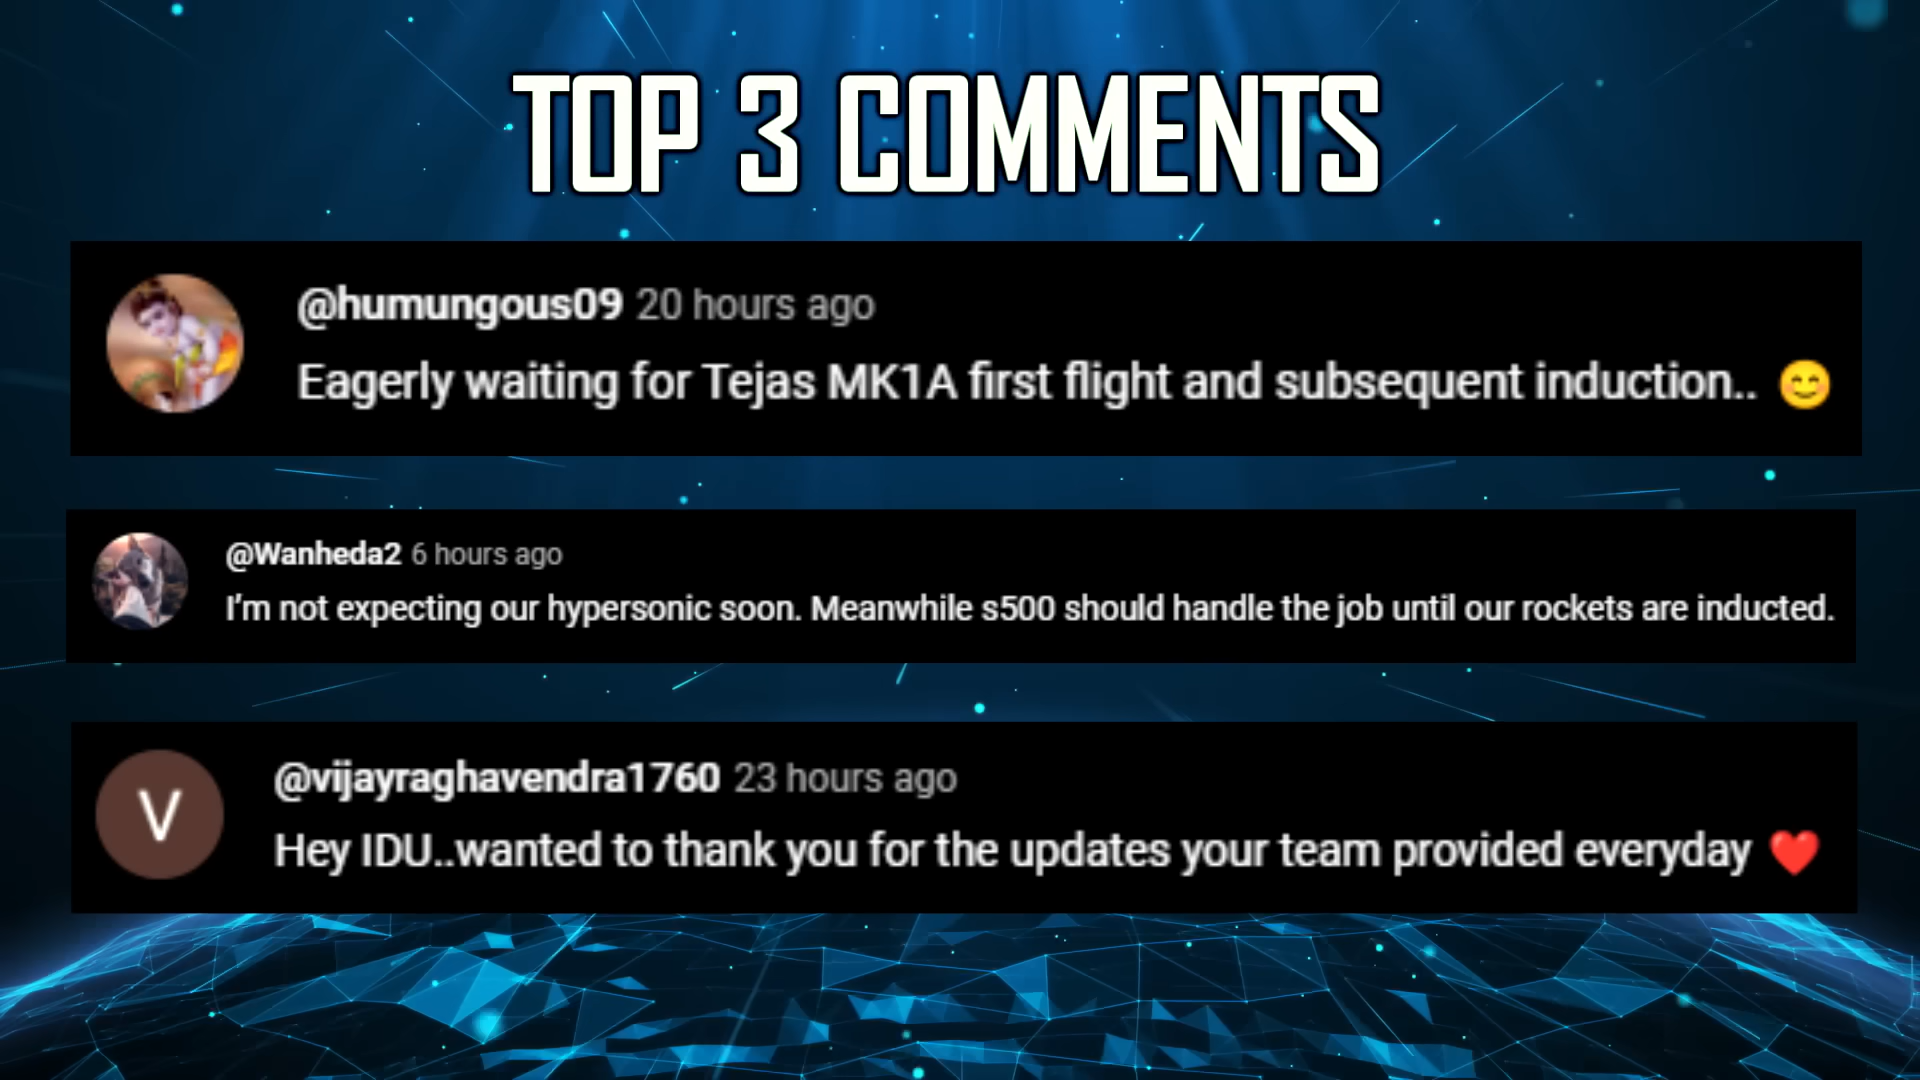 TOP 3 COMMENTS
@humungous09 20 hours ago
Eagerly waiting for Tejas MK1A first flight and subsequent induction.. 😊
@Wanheda2 6 hours ago
I'm not expecting our hypersonic soon. Meanwhile s500 should handle the job until our rockets are inducted.
V
@vijayraghavendra1760 23 hours ago
Hey IDU..wanted to thank you for the updates your team provided everyday ❤️